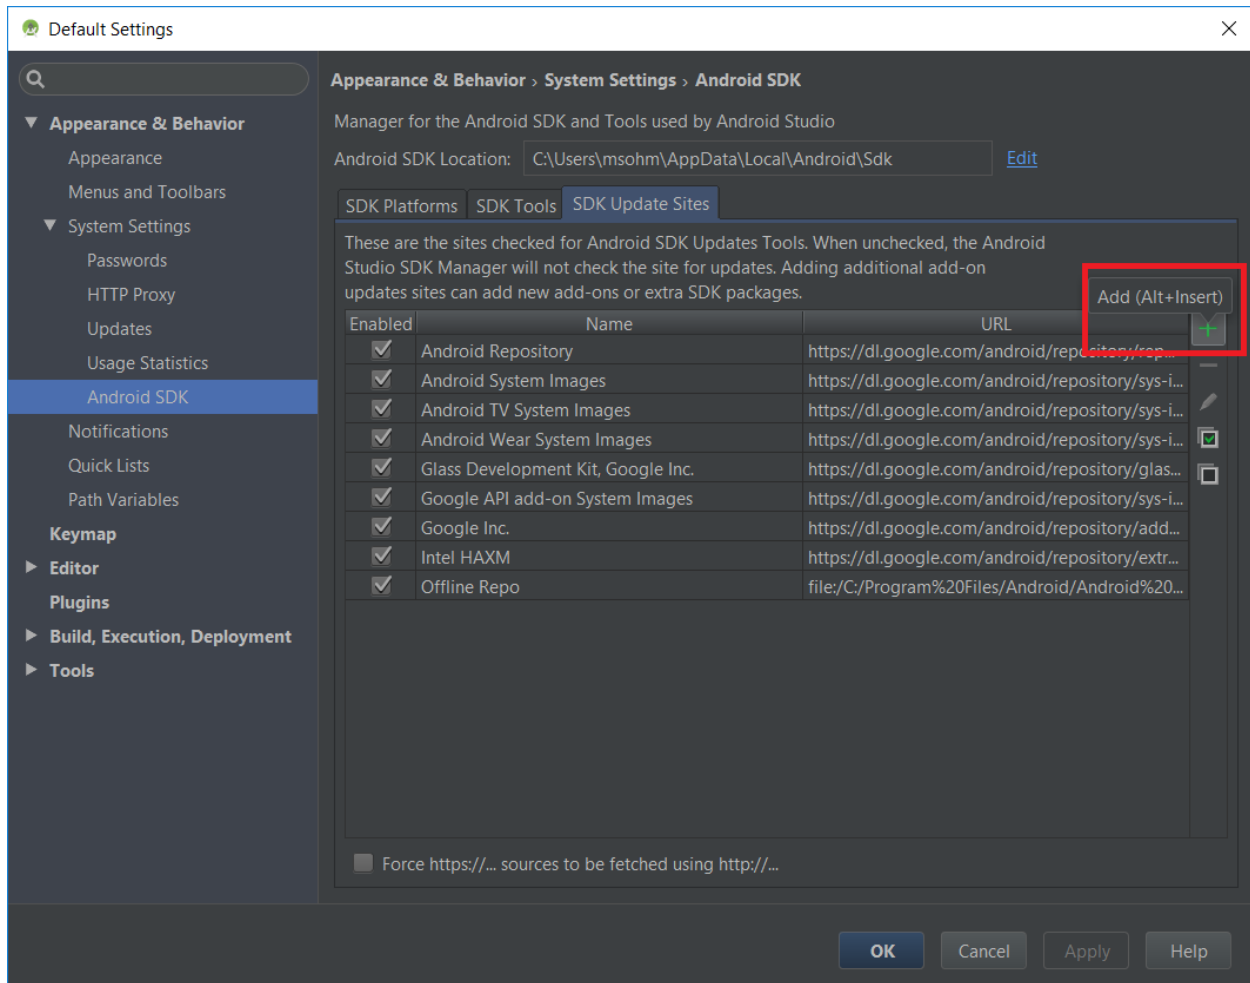 Default Settings
Appearance & Behavior › System Settings › Android SDK
Appearance & Behavior
Appearance
Menus and Toolbars
System Settings
Passwords
HTTP Proxy
Updates
Usage Statistics
Android SDK
Notifications
Quick Lists
Path Variables
Keymap
Editor
Plugins
Build, Execution, Deployment
Tools
Manager for the Android SDK and Tools used by Android Studio
Android SDK Location: C:\Users\msohm\AppData\Local\Android\Sdk Edit
SDK Platforms SDK Tools SDK Update Sites
These are the sites checked for Android SDK Updates Tools. When unchecked, the Android
Studio SDK Manager will not check the site for updates. Adding additional add-on
updates sites can add new add-ons or extra SDK packages.
Add (Alt+Insert)
Enabled Name URL
Android Repository https://dl.google.com/android/repository/rep...
Android System Images https://dl.google.com/android/repository/sys-i...
Android TV System Images https://dl.google.com/android/repository/sys-i...
Android Wear System Images https://dl.google.com/android/repository/sys-i...
Glass Development Kit, Google Inc. https://dl.google.com/android/repository/glas...
Google API add-on System Images https://dl.google.com/android/repository/sys-i...
Google Inc. https://dl.google.com/android/repository/add...
Intel HAXM https://dl.google.com/android/repository/extr...
Offline Repo file:/C:/Program%20Files/Android/Android%20...
Force https://... sources to be fetched using http://...
OK Cancel Apply Help